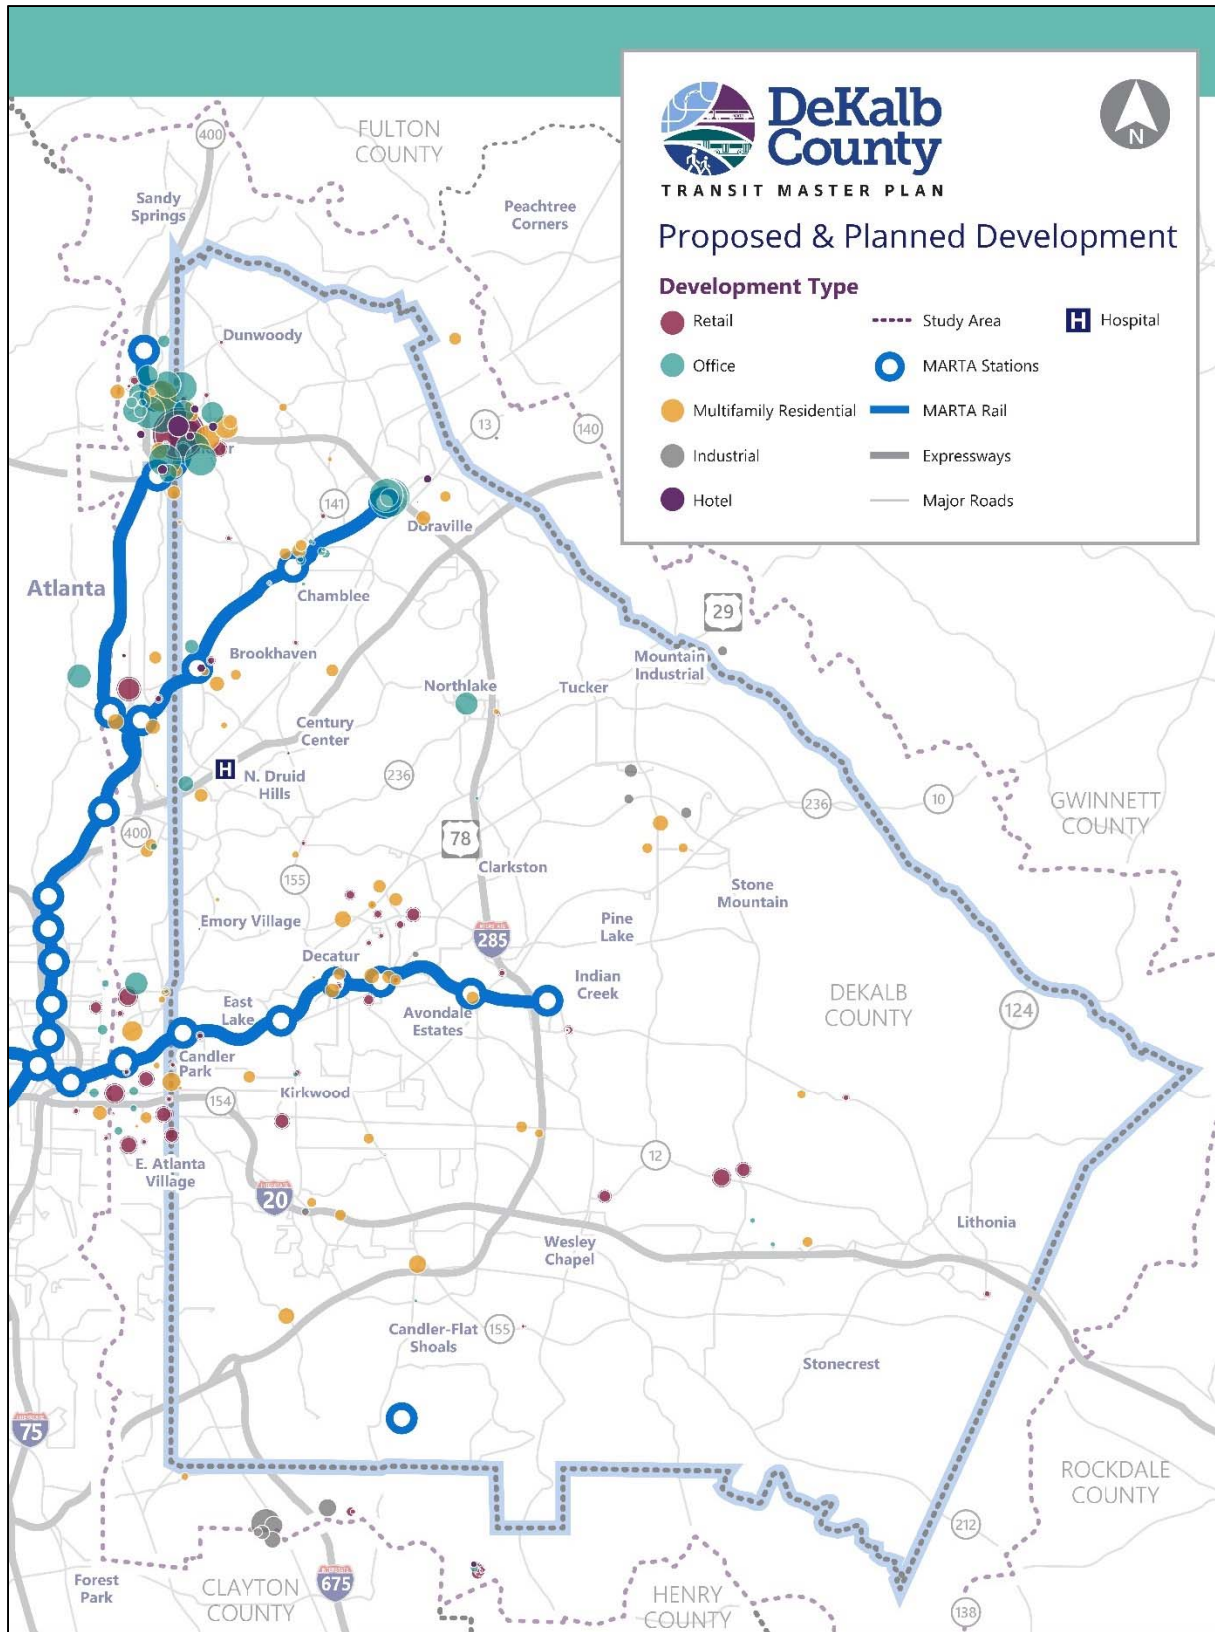 DeKalb
County
TRANSIT MASTER PLAN
N
Proposed & Planned Development
Development Type
Retail
Office
Multifamily Residential
Industrial
Hotel
Study Area
MARTA Stations
MARTA Rail
Expressways
Major Roads
H
Hospital
FULTON
COUNTY
400
Sandy
Springs
Peachtree
Corners
Dunwoody
13
140
141
Doraville
Atlanta
Chamblee
29
Brookhaven
Mountain
Industrial
Northlake
Tucker
Century
Center
H
N. Druid
Hills
236
236
10
GWINNETT
COUNTY
400
78
Clarkston
155
Stone
Mountain
Emory Village
Pine
Lake
285
Decatur
Indian
Creek
East
Lake
Avondale
Estates
DEKALB
COUNTY
124
Candler
Park
Kirkwood
154
12
E. Atlanta
Village
20
Lithonia
Wesley
Chapel
Candler-Flat
Shoals
155
Stonecrest
75
ROCKDALE
COUNTY
212
Forest
Park
CLAYTON
COUNTY
675
HENRY
COUNTY
138